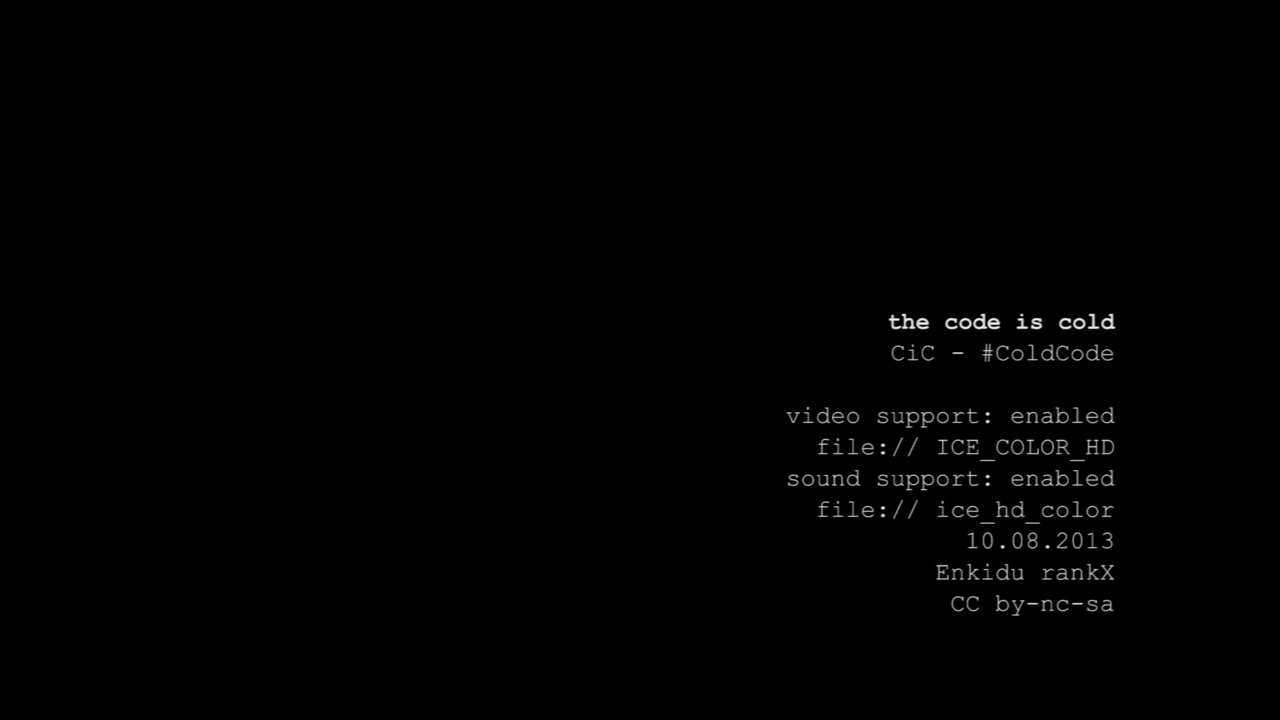 the code is cold
CiC - #ColdCode
video support: enabled
file:// ICE_COLOR_HD
sound support: enabled
file:// ice_hd_color
10.08.2013
Enkidu rankX
CC by-nc-sa